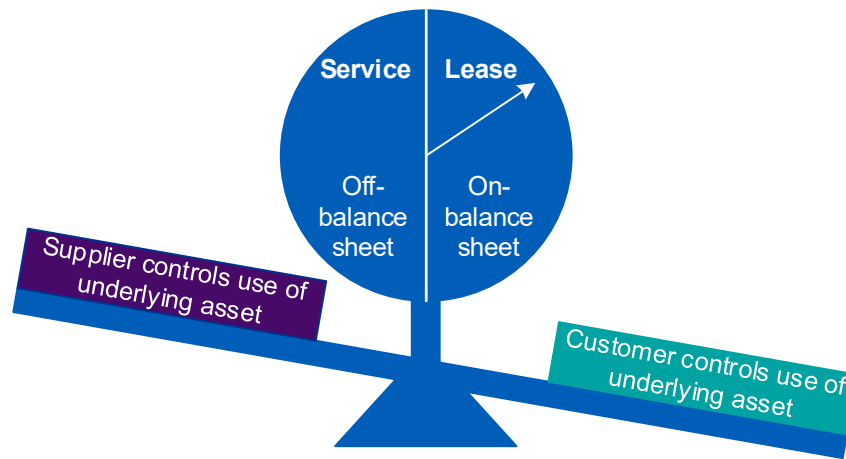 Service
Lease
Off-
balance
sheet
On-
balance
sheet
Supplier controls use of
underlying asset
Customer controls use of
underlying asset